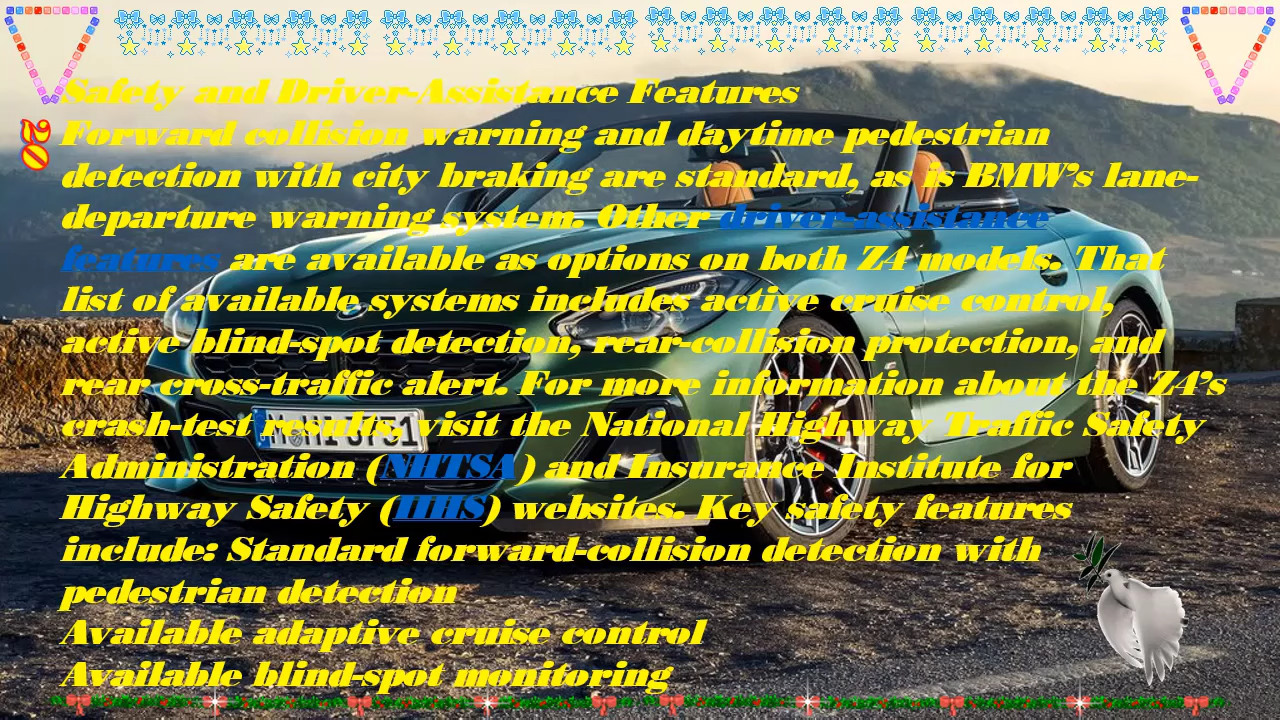 Safety and Driver-Assistance Features
20
Forward collision warning and daytime pedestrian
detection with city braking are standard, as is BMW’s lane-
departure warning system. Other driver-assistance
features are available as options on both Z4 models. That
list of available systems includes active cruise control,
active blind-spot detection, rear-collision protection, and
rear cross-traffic alert. For more information about the Z4’s
crash-test results, visit the National Highway Traffic Safety
Administration (NHTSA) and Insurance Institute for
Highway Safety (IIHS) websites. Key safety features
include: Standard forward-collision detection with
pedestrian detection
Available adaptive cruise control
Available blind-spot monitoring